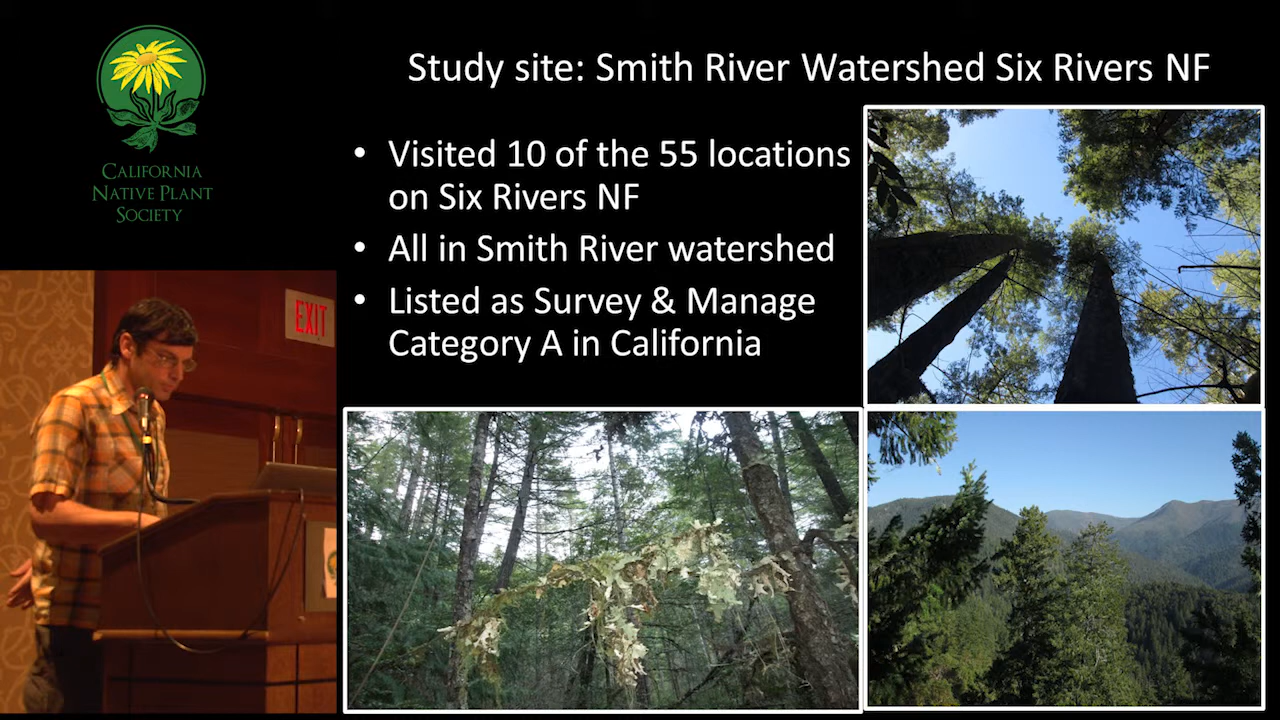 CALIFORNIA
NATIVE PLANT
SOCIETY
Study site: Smith River Watershed Six Rivers NF
• Visited 10 of the 55 locations
on Six Rivers NF
• All in Smith River watershed
• Listed as Survey & Manage
Category A in California
EXIT